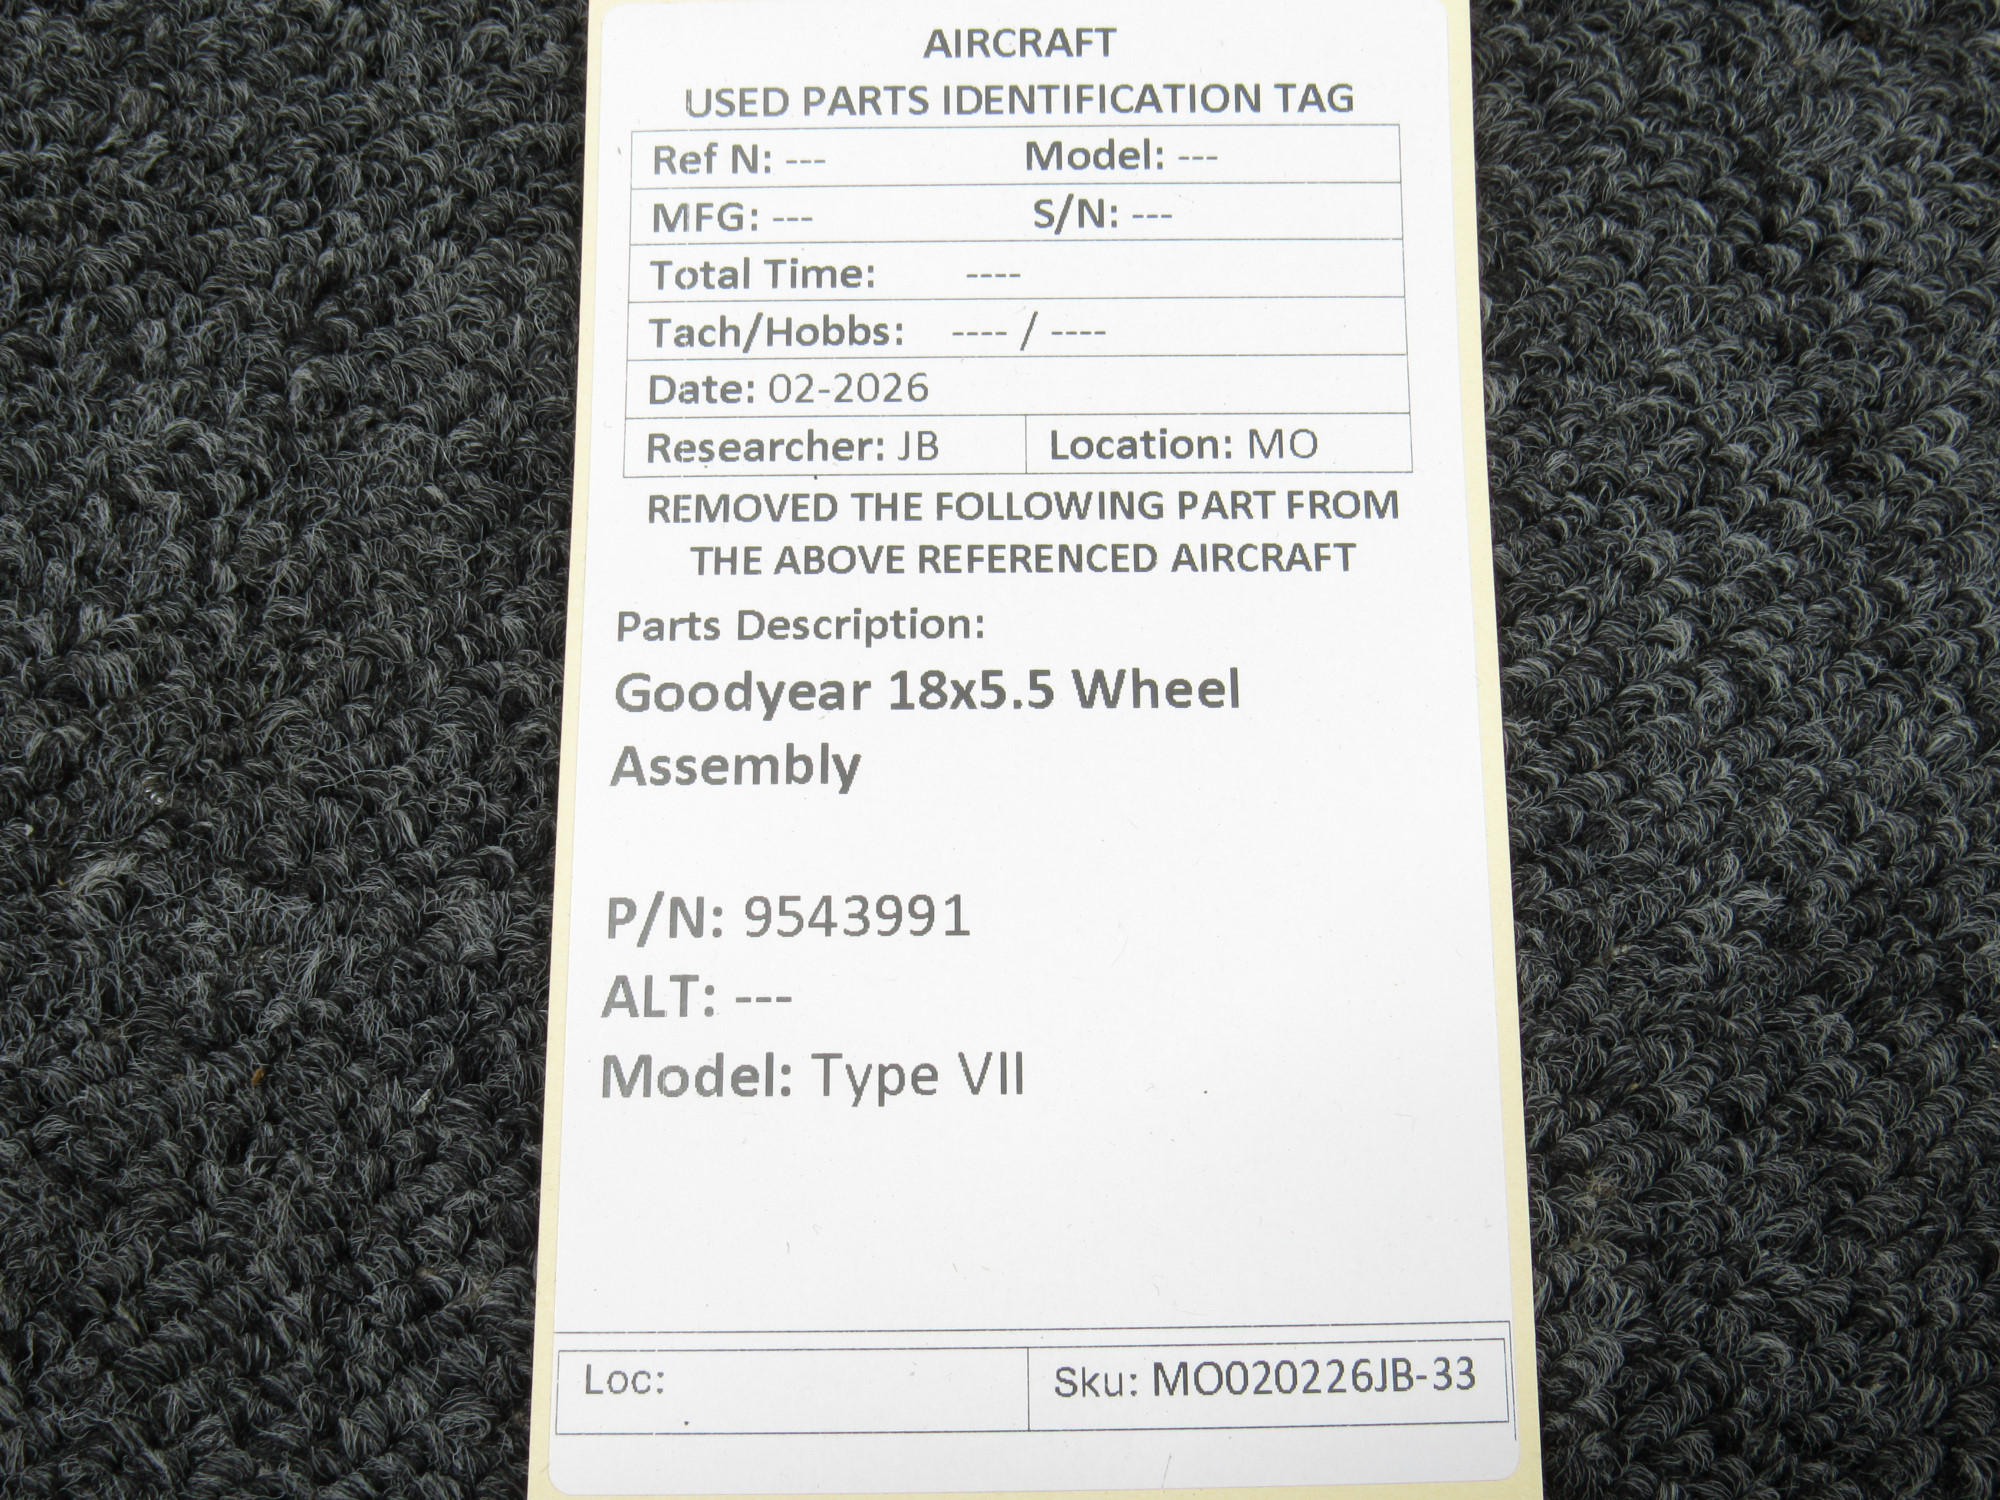 AIRCRAFT
USED PARTS IDENTIFICATION TAG
Ref N: --- Model: ---
MFG: --- S/N: ---
Total Time: ----
Tach/Hobbs: ---- / ----
Date: 02-2026
Researcher: JB Location: MO
REMOVED THE FOLLOWING PART FROM
THE ABOVE REFERENCED AIRCRAFT
Parts Description:
Goodyear 18x5.5 Wheel
Assembly
P/N: 9543991
ALT: ---
Model: Type VII
Loc: Sku: MO020226JB-33